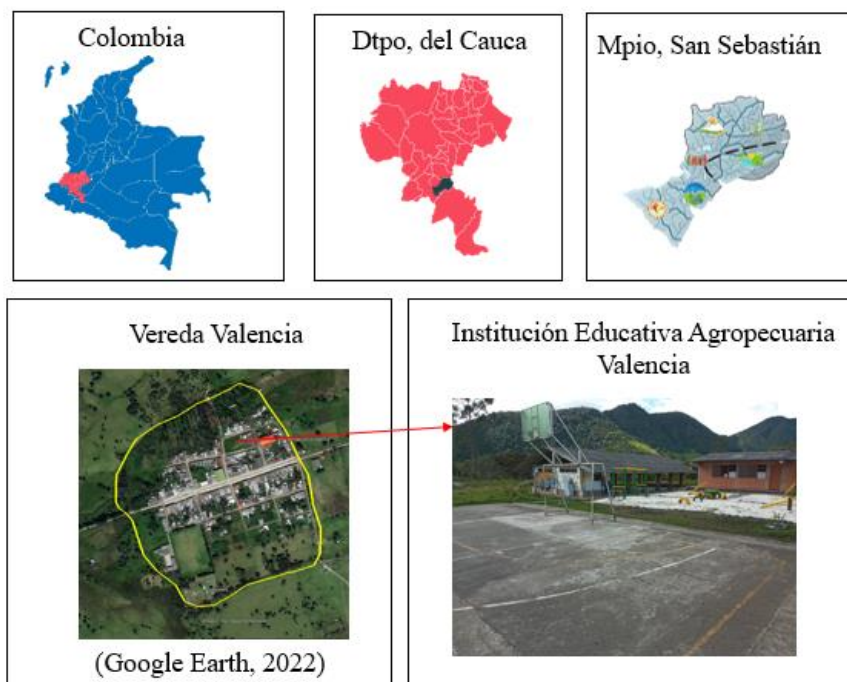 Colombia
Dtpo, del Cauca
Mpio, San Sebastián
Vereda Valencia
(Google Earth, 2022)
Institución Educativa Agropecuaria
Valencia